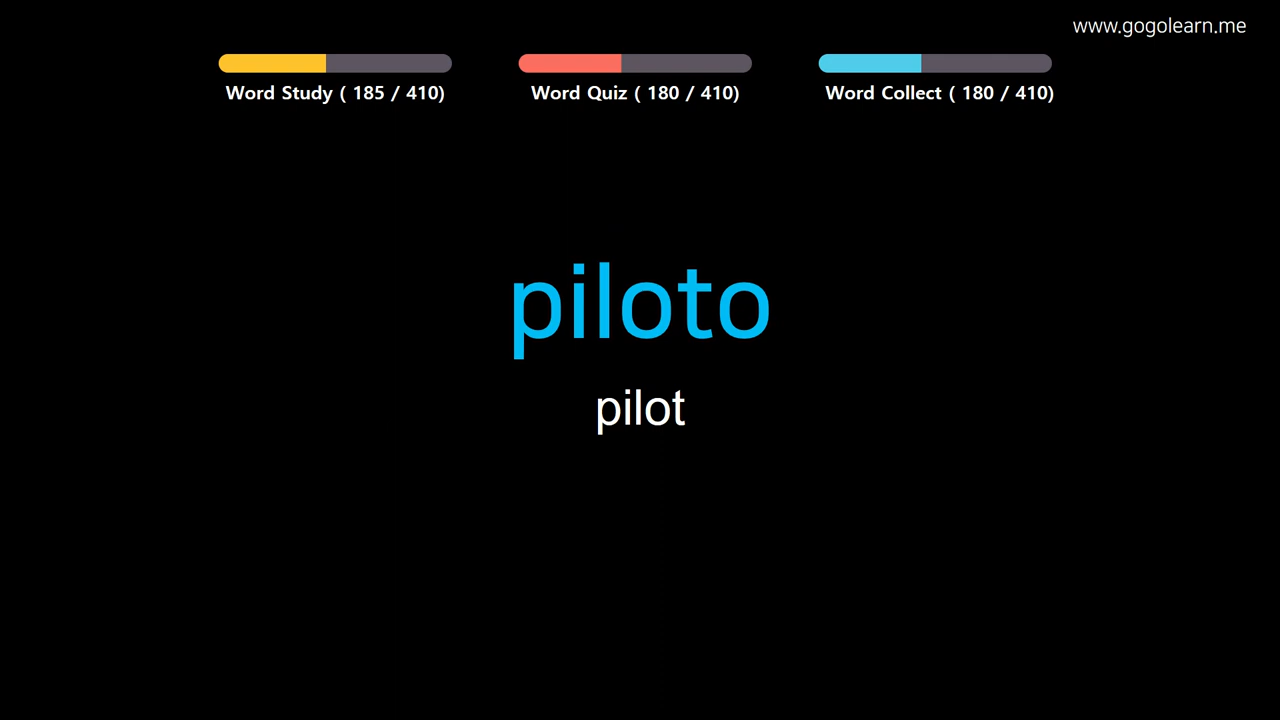 www.gogolearn.me
Word Study ( 185 / 410)
Word Quiz ( 180 / 410)
Word Collect ( 180 / 410)
piloto
pilot